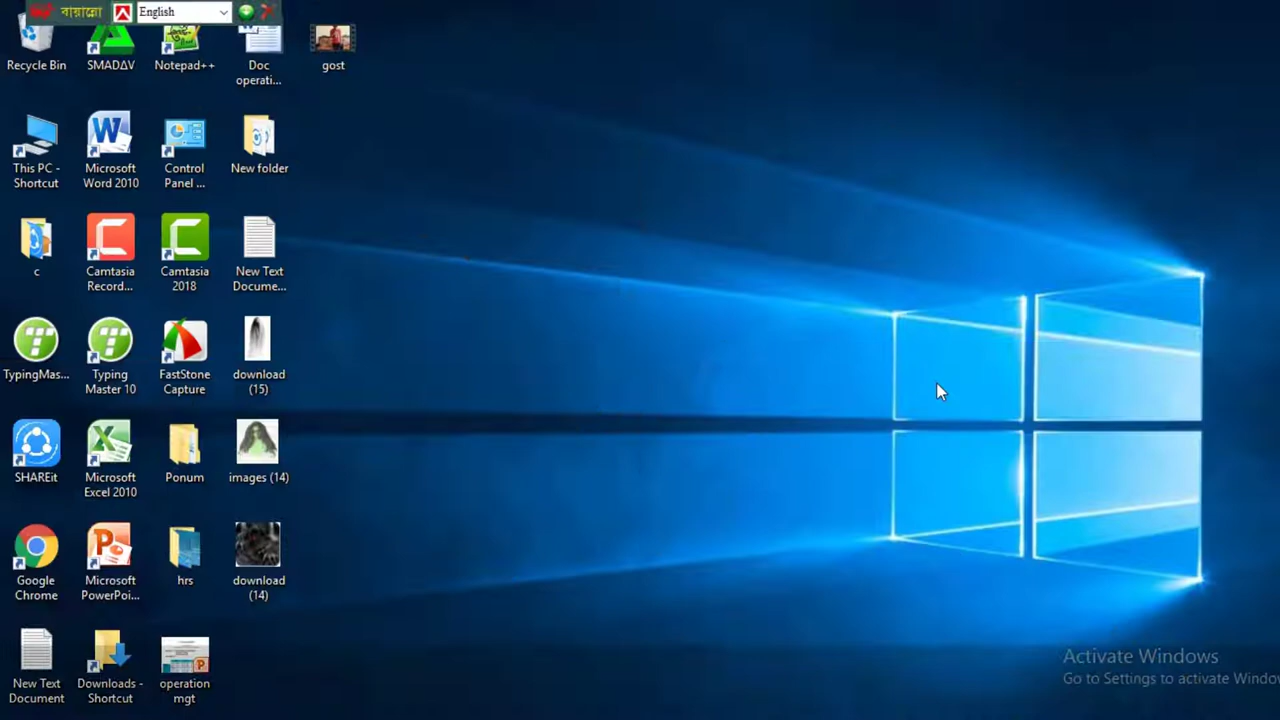 বায়ান্নো English
Recycle Bin
SMADΔV
Notepad++
Doc
operati...
gost
This PC -
Shortcut
Microsoft
Word 2010
Control
Panel ...
New folder
c
Camtasia
Record...
Camtasia
2018
New Text
Docume...
TypingMas...
Typing
Master 10
FastStone
Capture
download
(15)
SHAREit
Microsoft
Excel 2010
Ponum
images (14)
Google
Chrome
Microsoft
PowerPoi...
hrs
download
(14)
New Text
Document
Downloads -
Shortcut
operation
mgt
Activate Windows
Go to Settings to activate Windo